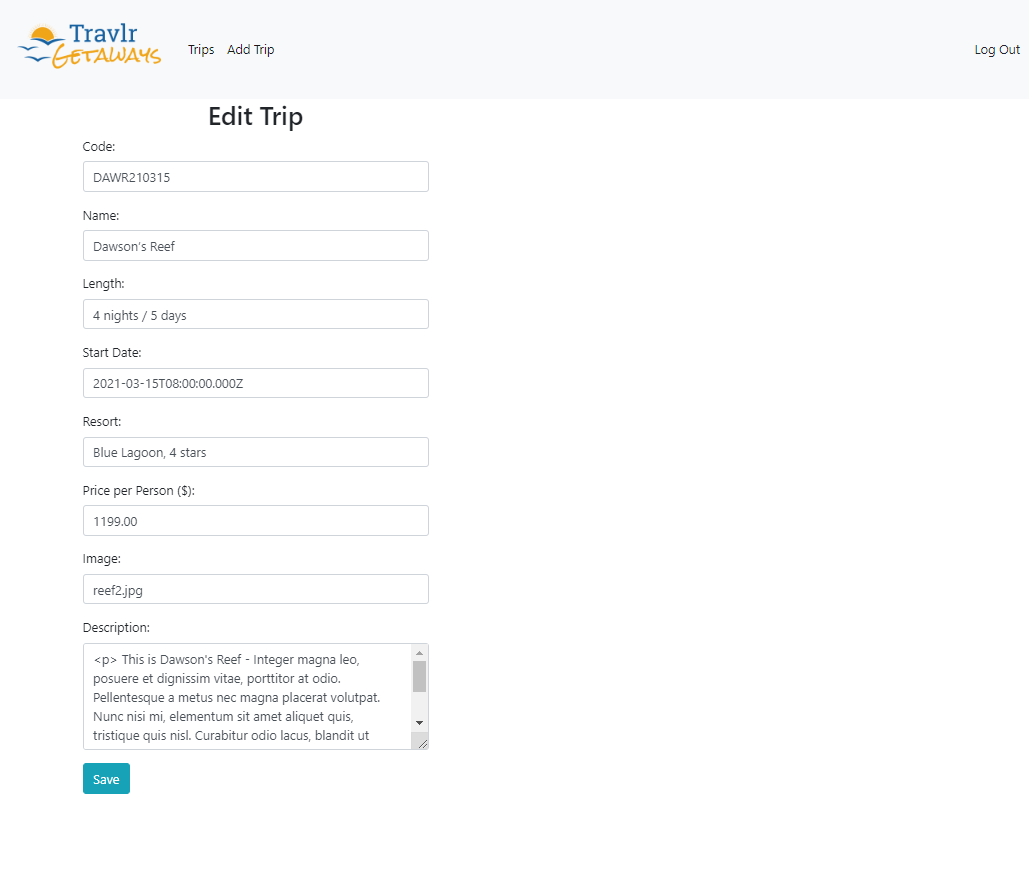 Travlr
Getaways
Trips Add Trip Log Out
Edit Trip
Code:
DAWR210315
Name:
Dawson's Reef
Length:
4 nights / 5 days
Start Date:
2021-03-15T08:00:00.000Z
Resort:
Blue Lagoon, 4 stars
Price per Person ($):
1199.00
Image:
reef2.jpg
Description:
<p> This is Dawson's Reef - Integer magna leo,
posuere et dignissim vitae, porttitor at odio.
Pellentesque a metus nec magna placerat volutpat.
Nunc nisi mi, elementum sit amet aliquet quis,
tristique quis nisl. Curabitur odio lacus, blandit ut
Save